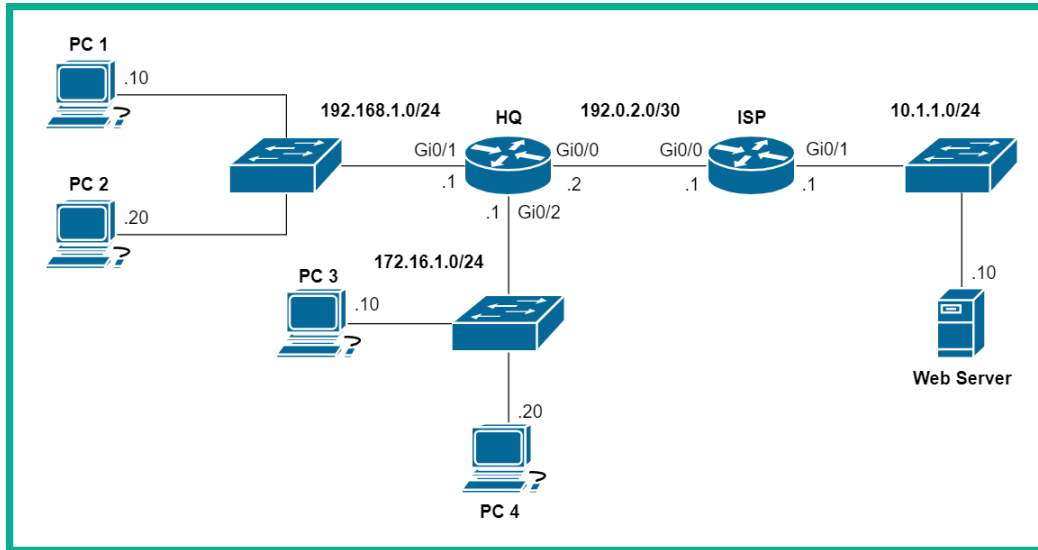 PC 1
.10
192.168.1.0/24
HQ
192.0.2.0/30
ISP
10.1.1.0/24
Gi0/1
Gi0/0
Gi0/0
Gi0/1
.1
.2
.1
.1
PC 2
.20
.1
Gi0/2
172.16.1.0/24
PC 3
.10
.10
Web Server
.20
PC 4